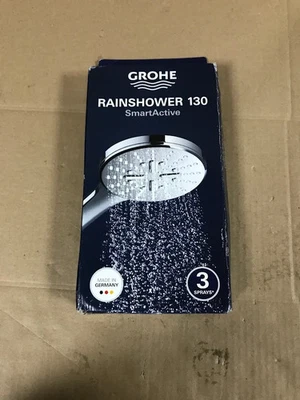 GROHE
RAINSHOWER 130
SmartActive
MADE IN
GERMANY
3
SPRAYS*